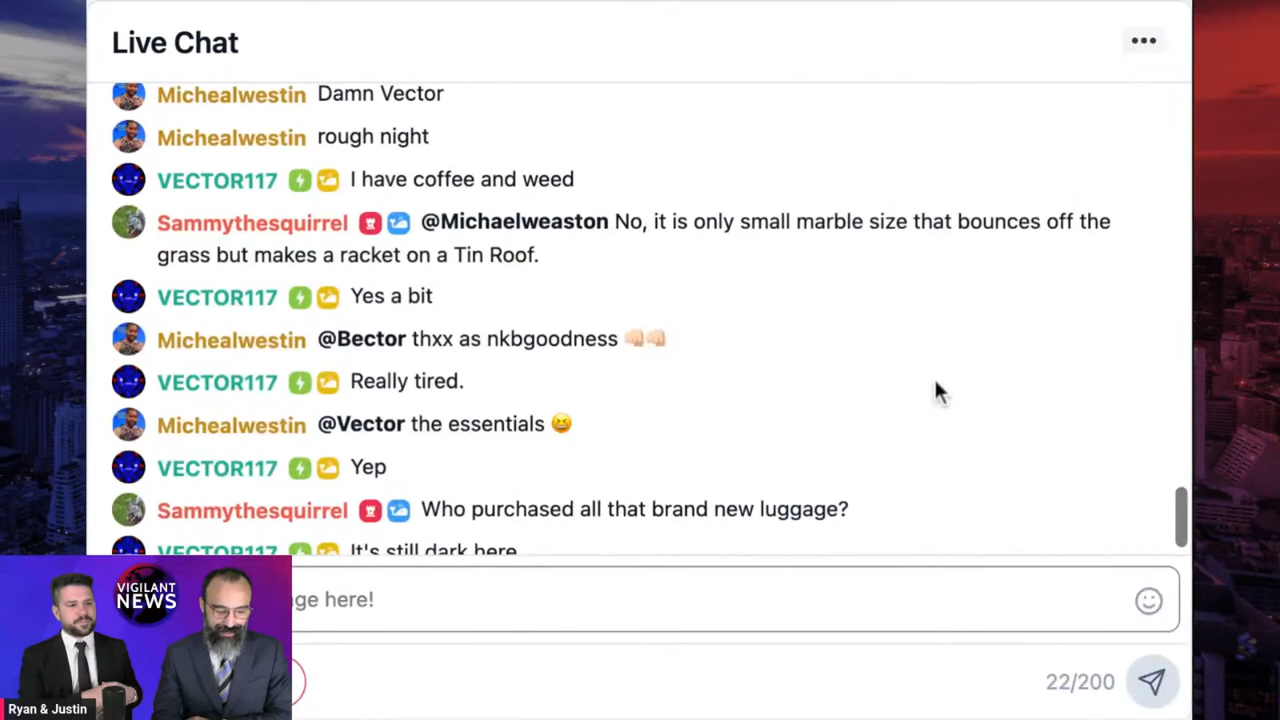 Live Chat
Michealwestin Damn Vector
Michealwestin rough night
VECTOR117 I have coffee and weed
Sammythesquirrel @Michaelweaston No, it is only small marble size that bounces off the
grass but makes a racket on a Tin Roof.
VECTOR117 Yes a bit
Michealwestin @Bector thxx as nkbgoodness 👊🏻👊🏻
VECTOR117 Really tired.
Michealwestin @Vector the essentials 😆
VECTOR117 Yep
Sammythesquirrel Who purchased all that brand new luggage?
VECTOR117 It's still dark here
ge here!
22/200
VIGILANT
NEWS
Ryan & Justin